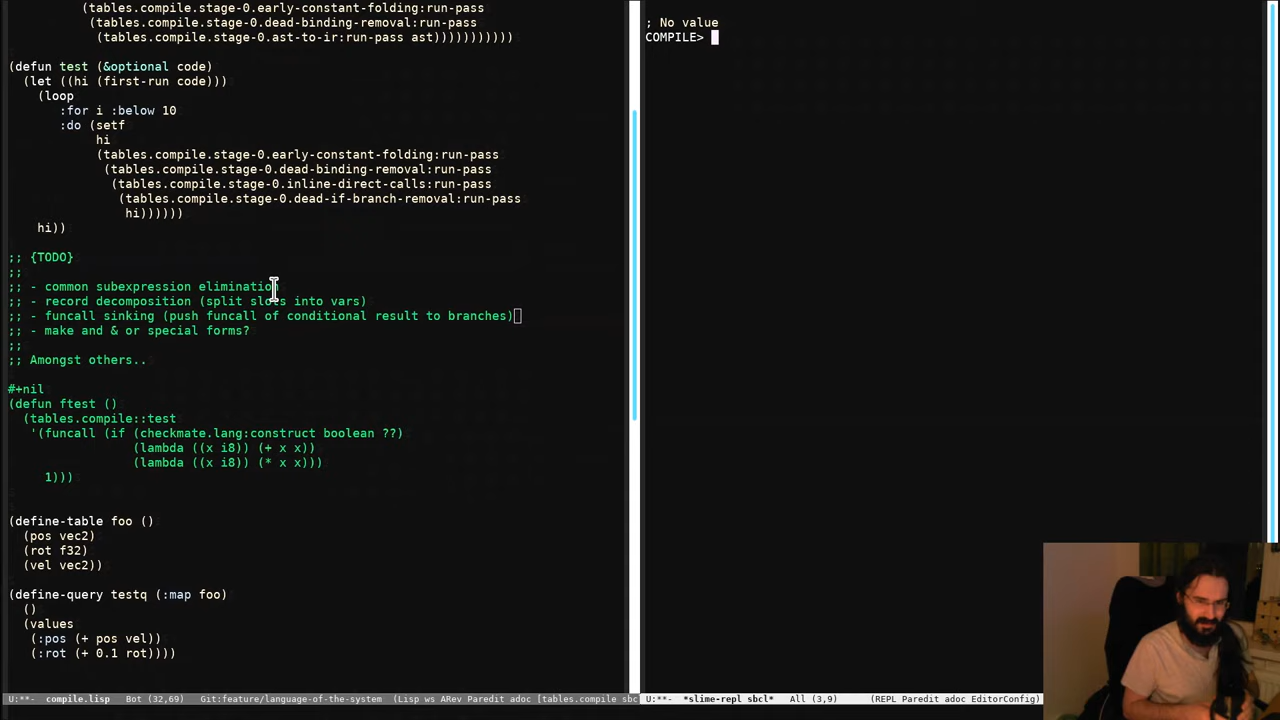 (tables.compile.stage-0.early-constant-folding:run-pass
(tables.compile.stage-0.dead-binding-removal:run-pass
(tables.compile.stage-0.ast-to-ir:run-pass ast)))))))))))
(defun test (&optional code)
(let ((hi (first-run code)))
(loop
:for i :below 10
:do (setf
hi
(tables.compile.stage-0.early-constant-folding:run-pass
(tables.compile.stage-0.dead-binding-removal:run-pass
(tables.compile.stage-0.inline-direct-calls:run-pass
(tables.compile.stage-0.dead-if-branch-removal:run-pass
hi))))))
hi))
;; {TODO}
;;
;; - common subexpression elimination
;; - record decomposition (split slots into vars)
;; - funcall sinking (push funcall of conditional result to branches)
;; - make and & or special forms?
;;
;; Amongst others..
#+nil
(defun ftest ()
(tables.compile::test
'(funcall (if (checkmate.lang:construct boolean ??)
(lambda ((x i8)) (+ x x))
(lambda ((x i8)) (* x x)))
1)))
(define-table foo ()
(pos vec2)
(rot f32)
(vel vec2))
(define-query testq (:map foo)
()
(values
(:pos (+ pos vel))
(:rot (+ 0.1 rot))))
U:**- compile.lisp Bot (32,69) Git:feature/language-of-the-system (Lisp ws ARev Paredit adoc [tables.compile sbc
; No value
COMPILE>
U:**- *slime-repl sbcl* All (3,9) (REPL Paredit adoc EditorConfig)